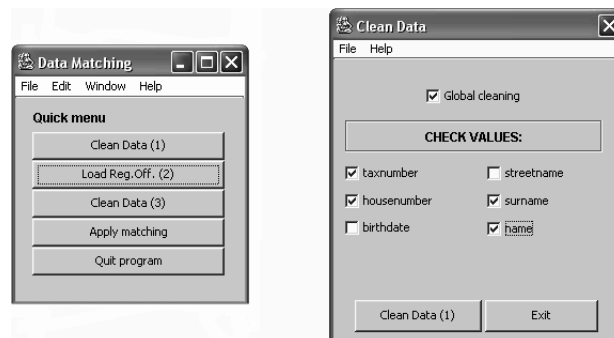 Data Matching
File Edit Window Help
Quick menu
Clean Data (1)
Load Reg.Off. (2)
Clean Data (3)
Apply matching
Quit program
Clean Data
File Help
Global cleaning
CHECK VALUES:
taxnumber streetname
housenumber surname
birthdate name
Clean Data (1) Exit